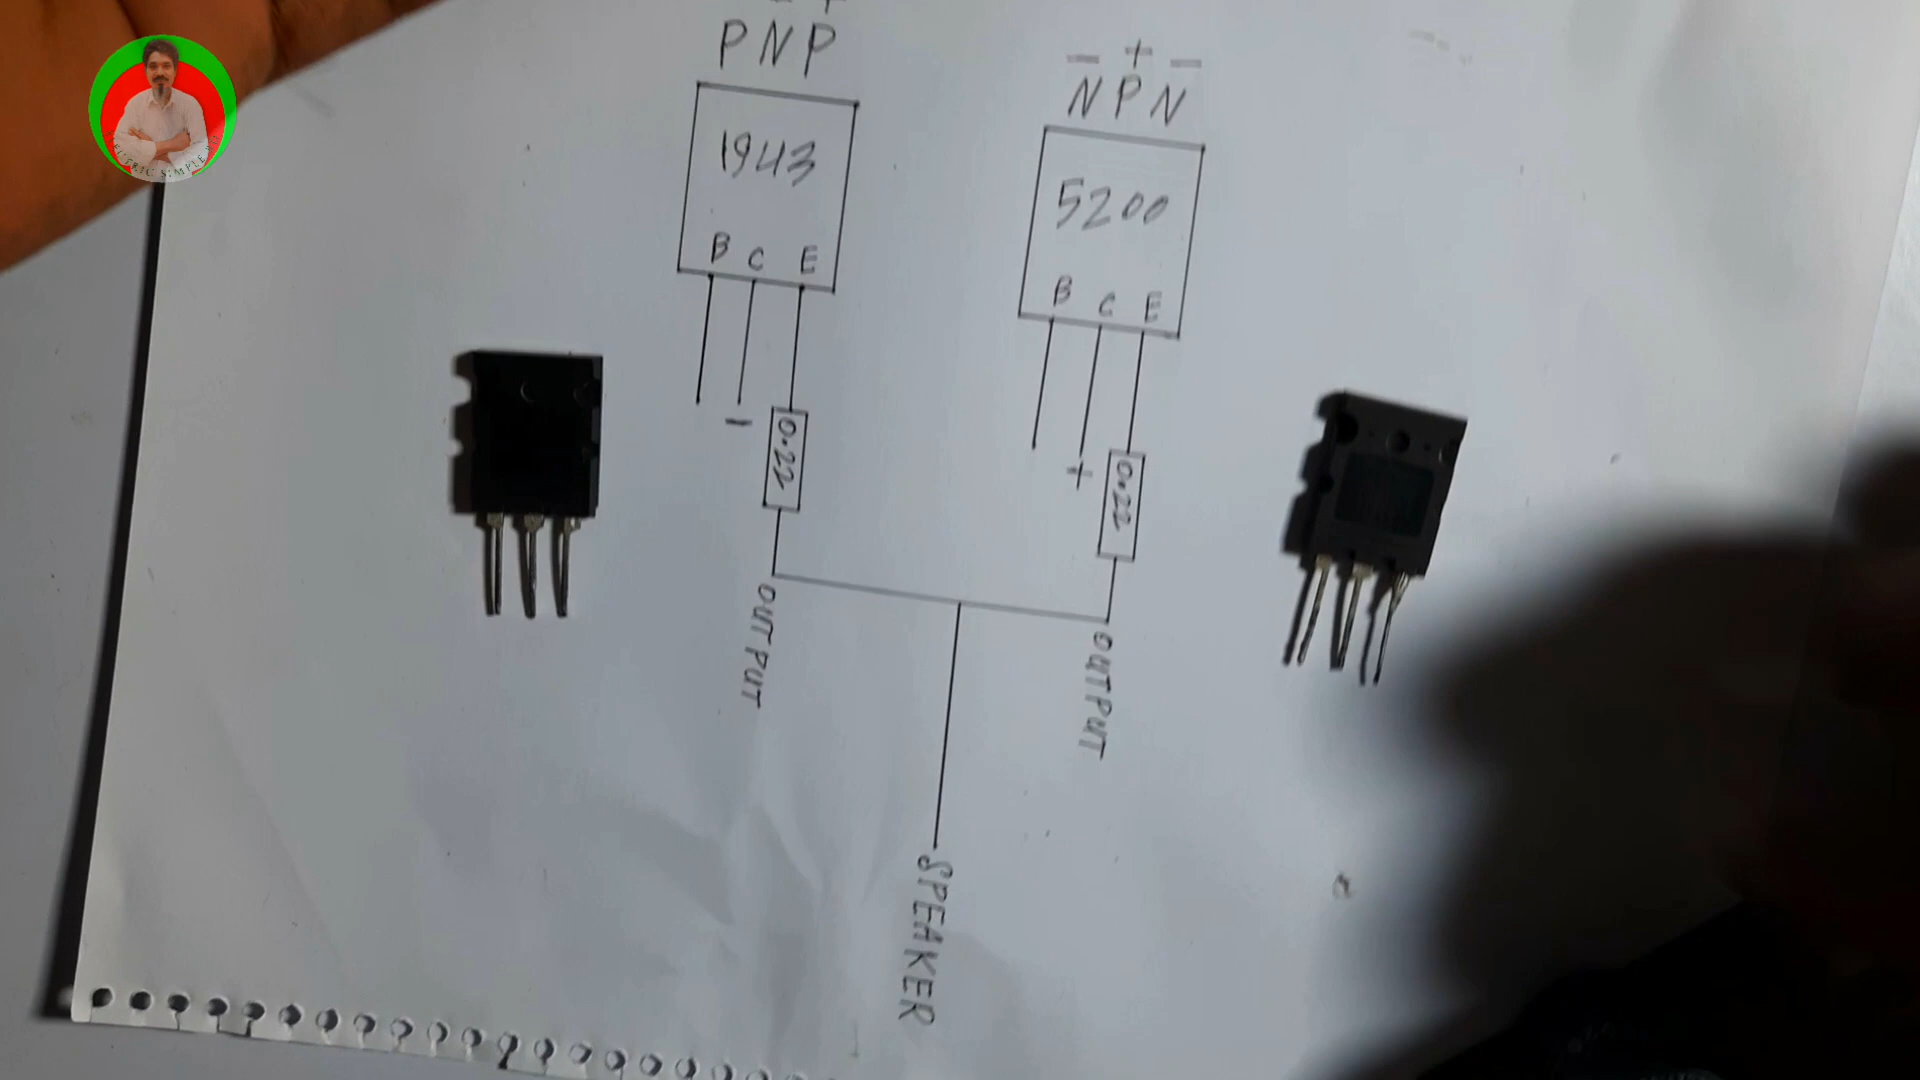 - +
PNP
1943
B C E
-
0.22
OUTPUT
- + -
NPN
5200
B C E
+
0.22
OUTPUT
SPEAKER